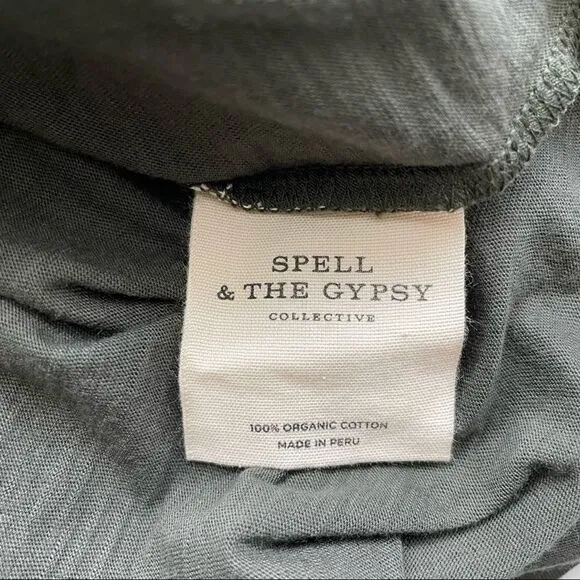 SPELL
& THE GYPSY
COLLECTIVE
100% ORGANIC COTTON
MADE IN PERU